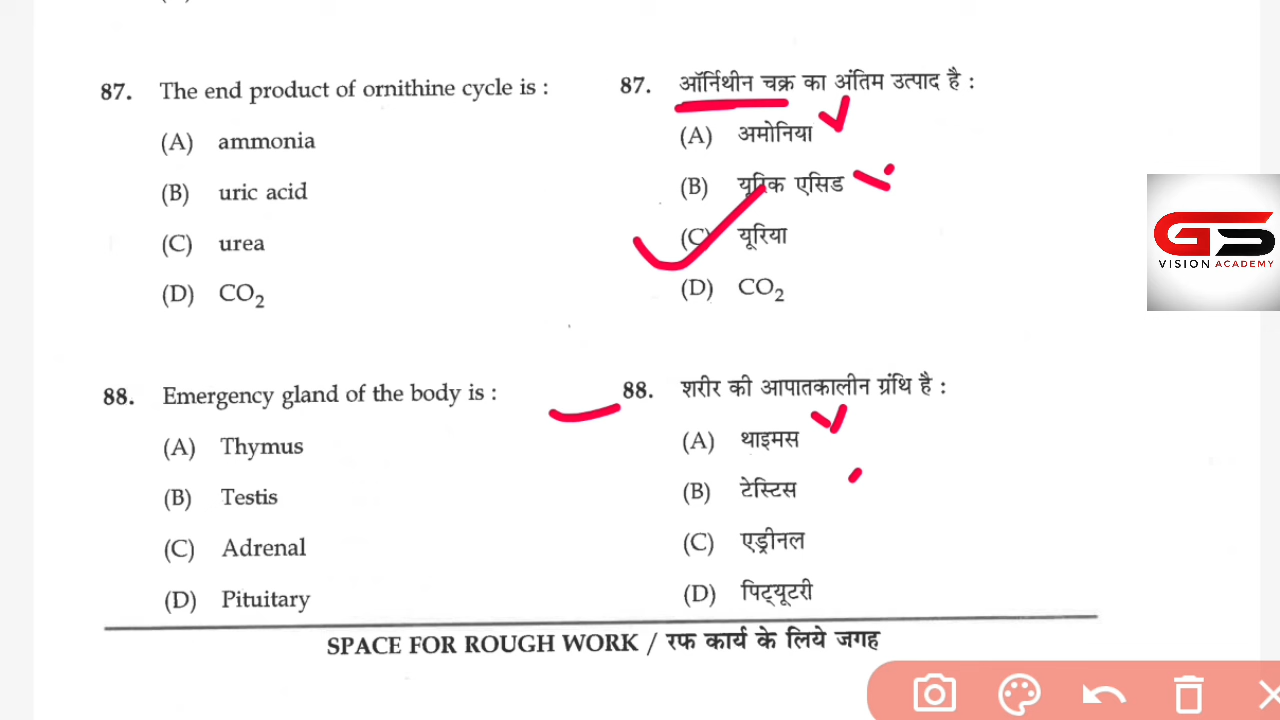 87. The end product of ornithine cycle is :
(A) ammonia
(B) uric acid
(C) urea
(D) CO₂
88. Emergency gland of the body is :
(A) Thymus
(B) Testis
(C) Adrenal
(D) Pituitary
87. ऑर्निथीन चक्र का अंतिम उत्पाद है :
(A) अमोनिया
(B) यूरिक एसिड
(C) यूरिया
(D) CO₂
88. शरीर की आपातकालीन ग्रंथि है :
(A) थाइमस
(B) टेस्टिस
(C) एड्रीनल
(D) पिट्यूटरी
SPACE FOR ROUGH WORK / रफ कार्य के लिये जगह
GS
VISION ACADEMY